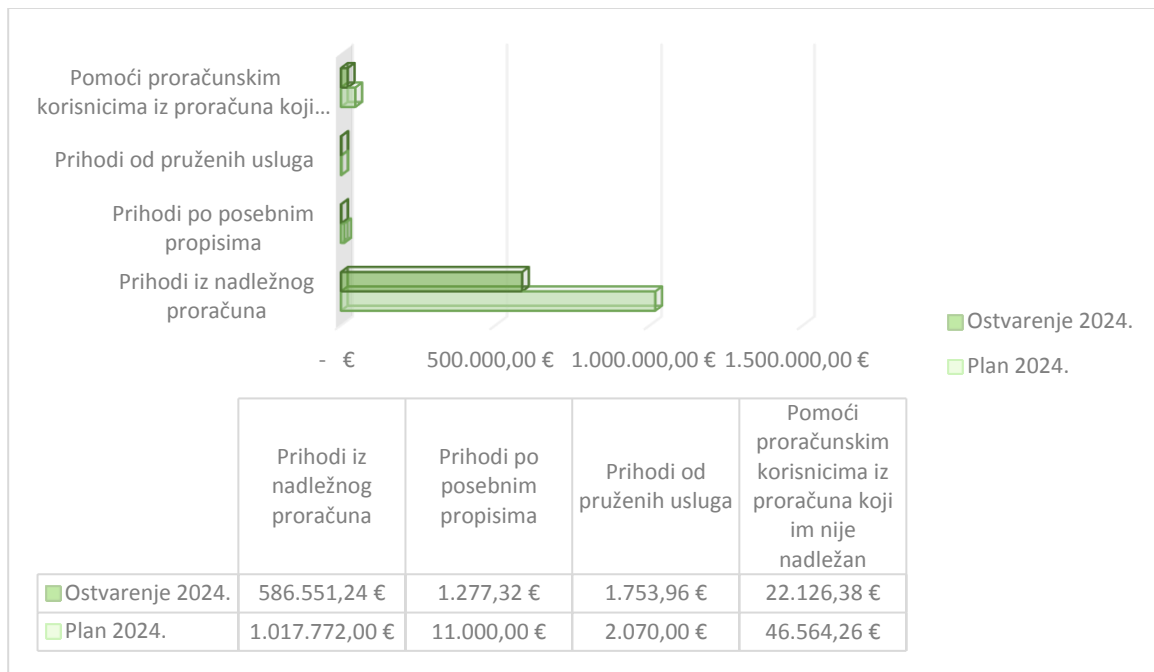 Pomoći proračunskim
korisnicima iz proračuna koji...
Prihodi od pruženih usluga
Prihodi po posebnim
propisima
Prihodi iz nadležnog
proračuna
- € 500.000,00 € 1.000.000,00 € 1.500.000,00 €
Ostvarenje 2024.
Plan 2024.
Prihodi iz
nadležnog
proračuna
Prihodi po
posebnim
propisima
Prihodi od
pruženih usluga
Pomoći
proračunskim
korisnicima iz
proračuna koji
im nije
nadležan
Ostvarenje 2024. 586.551,24 € 1.277,32 € 1.753,96 € 22.126,38 €
Plan 2024. 1.017.772,00 € 11.000,00 € 2.070,00 € 46.564,26 €